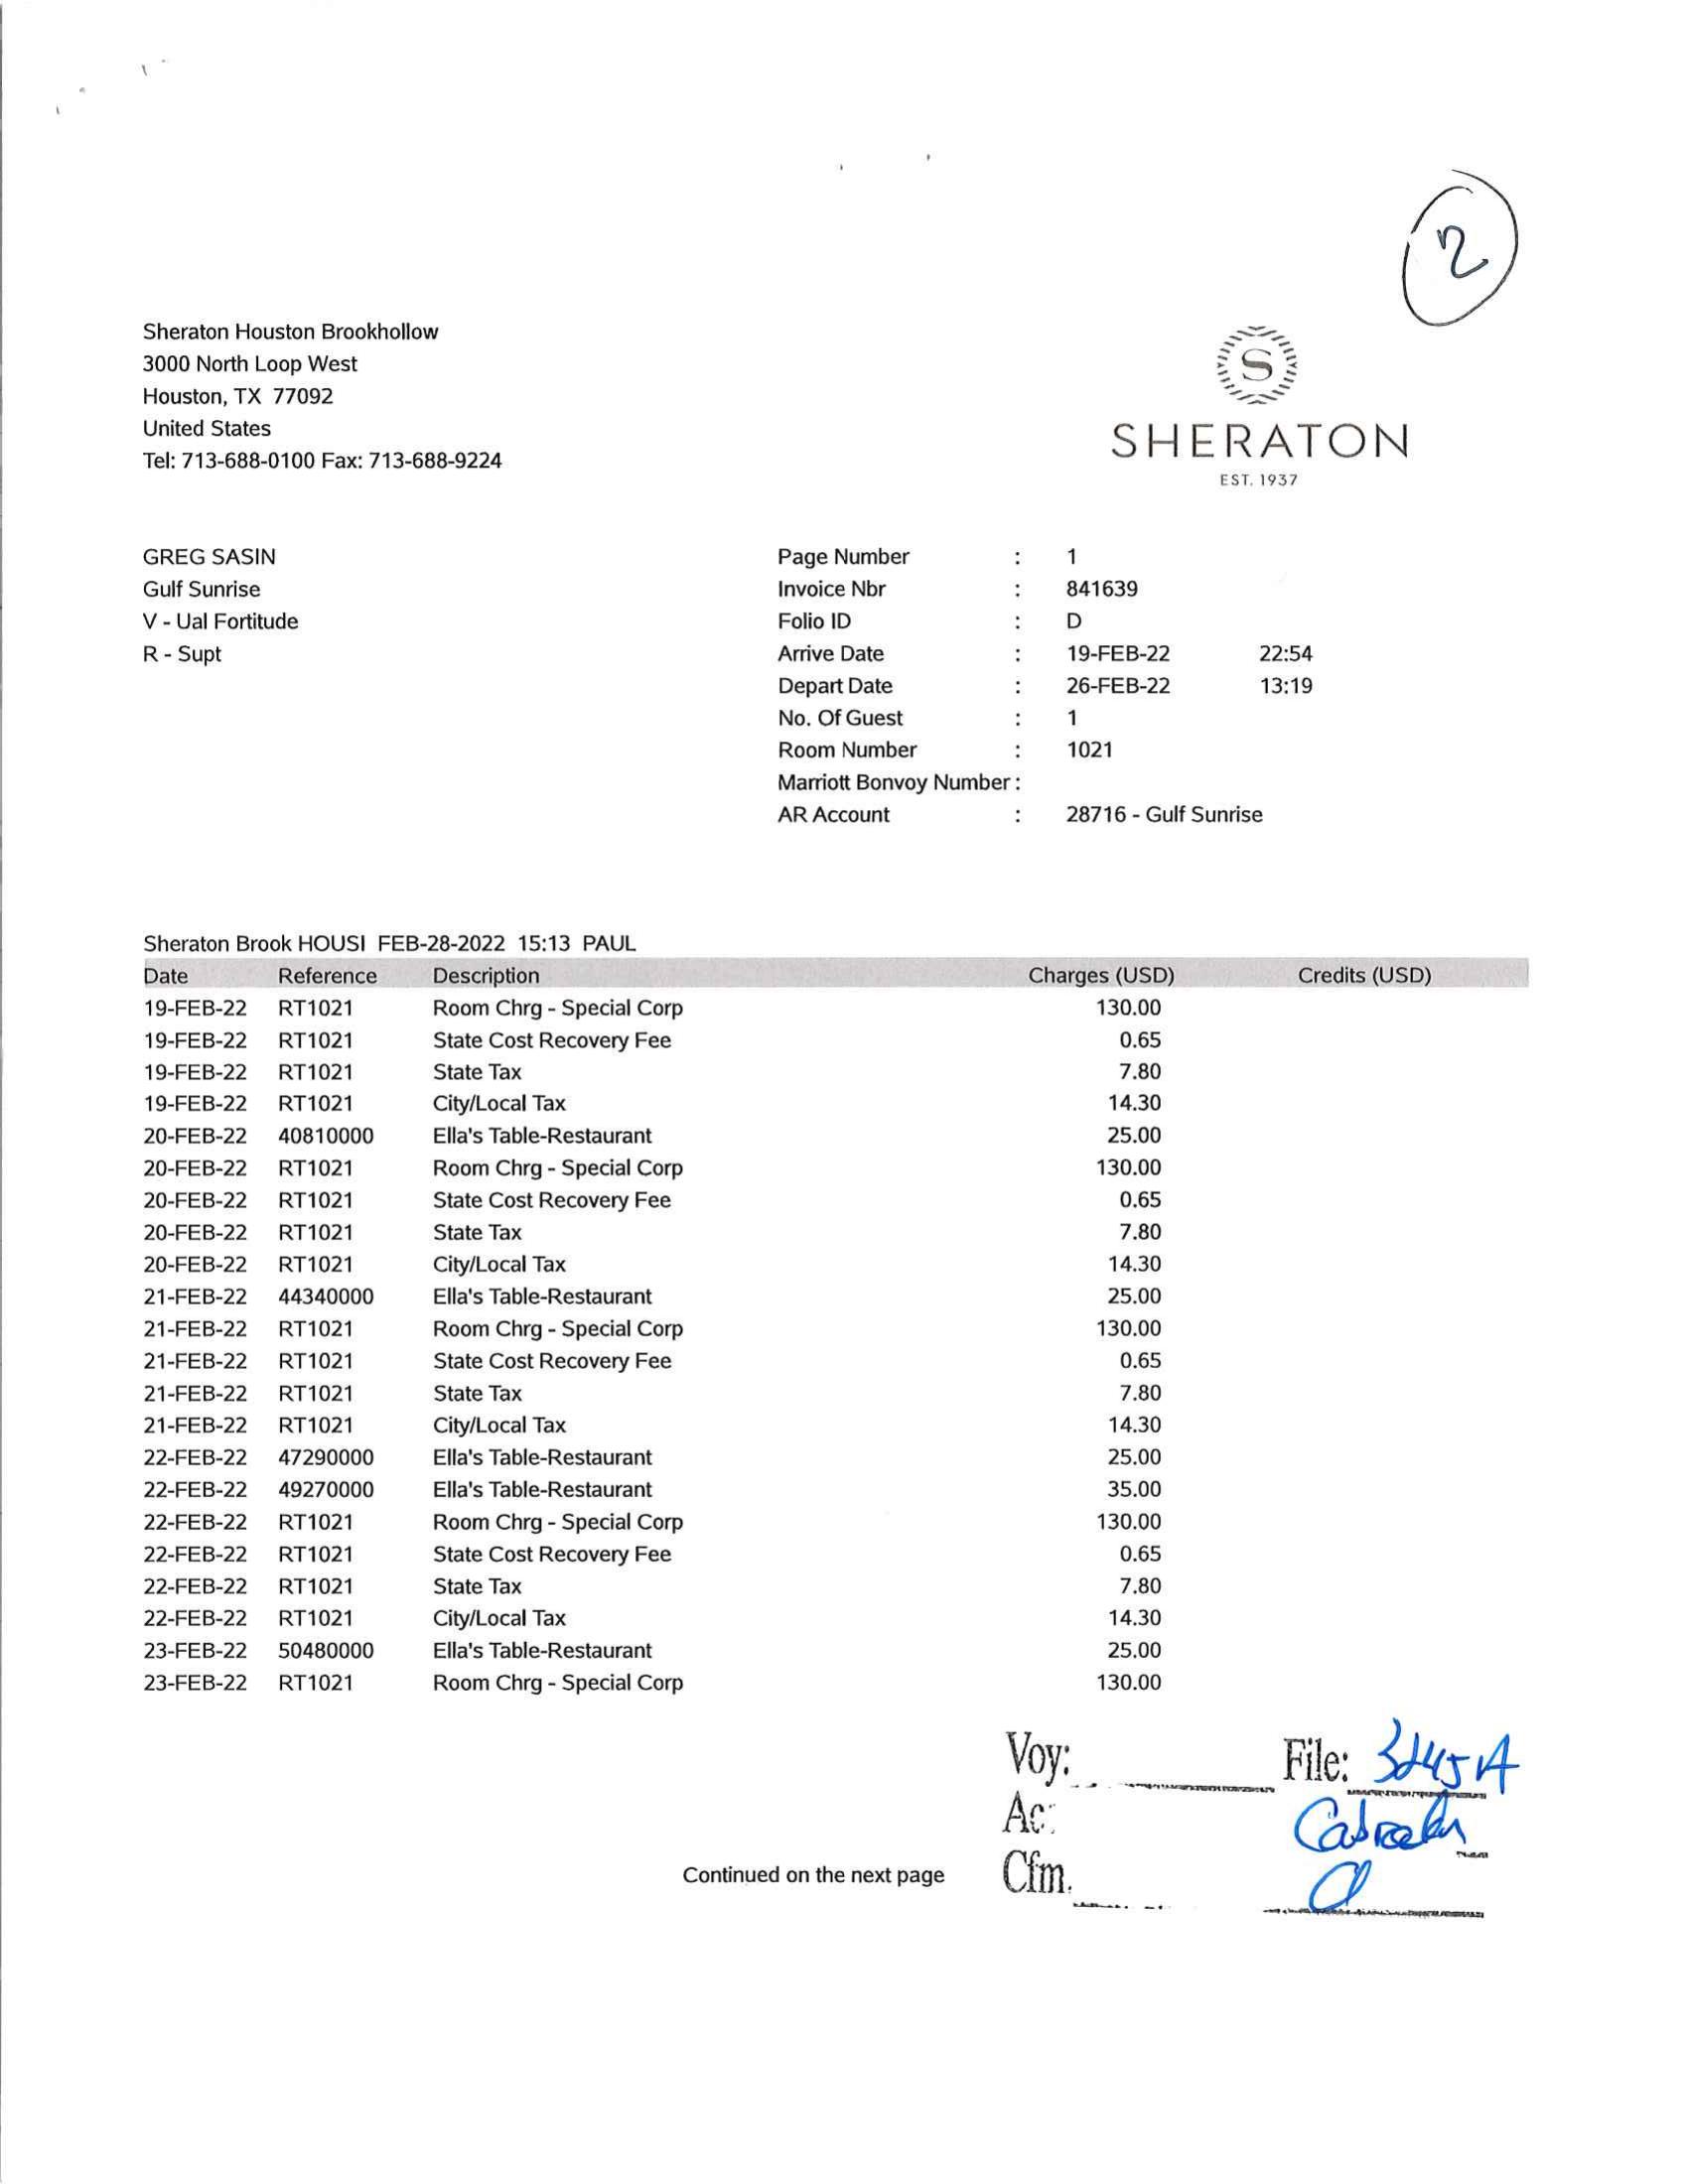 2
Sheraton Houston Brookhollow
3000 North Loop West
Houston, TX 77092
United States
Tel: 713-688-0100 Fax: 713-688-9224
S
SHERATON
EST. 1937
GREG SASIN
Gulf Sunrise
V - Ual Fortitude
R - Supt
Page Number : 1
Invoice Nbr : 841639
Folio ID : D
Arrive Date : 19-FEB-22 22:54
Depart Date : 26-FEB-22 13:19
No. Of Guest : 1
Room Number : 1021
Marriott Bonvoy Number :
AR Account : 28716 - Gulf Sunrise
Sheraton Brook HOUSI FEB-28-2022 15:13 PAUL
Date Reference Description Charges (USD) Credits (USD)
19-FEB-22 RT1021 Room Chrg - Special Corp 130.00
19-FEB-22 RT1021 State Cost Recovery Fee 0.65
19-FEB-22 RT1021 State Tax 7.80
19-FEB-22 RT1021 City/Local Tax 14.30
20-FEB-22 40810000 Ella's Table-Restaurant 25.00
20-FEB-22 RT1021 Room Chrg - Special Corp 130.00
20-FEB-22 RT1021 State Cost Recovery Fee 0.65
20-FEB-22 RT1021 State Tax 7.80
20-FEB-22 RT1021 City/Local Tax 14.30
21-FEB-22 44340000 Ella's Table-Restaurant 25.00
21-FEB-22 RT1021 Room Chrg - Special Corp 130.00
21-FEB-22 RT1021 State Cost Recovery Fee 0.65
21-FEB-22 RT1021 State Tax 7.80
21-FEB-22 RT1021 City/Local Tax 14.30
22-FEB-22 47290000 Ella's Table-Restaurant 25.00
22-FEB-22 49270000 Ella's Table-Restaurant 35.00
22-FEB-22 RT1021 Room Chrg - Special Corp 130.00
22-FEB-22 RT1021 State Cost Recovery Fee 0.65
22-FEB-22 RT1021 State Tax 7.80
22-FEB-22 RT1021 City/Local Tax 14.30
23-FEB-22 50480000 Ella's Table-Restaurant 25.00
23-FEB-22 RT1021 Room Chrg - Special Corp 130.00
Voy: File:
Ac:
Continued on the next page Cfm.